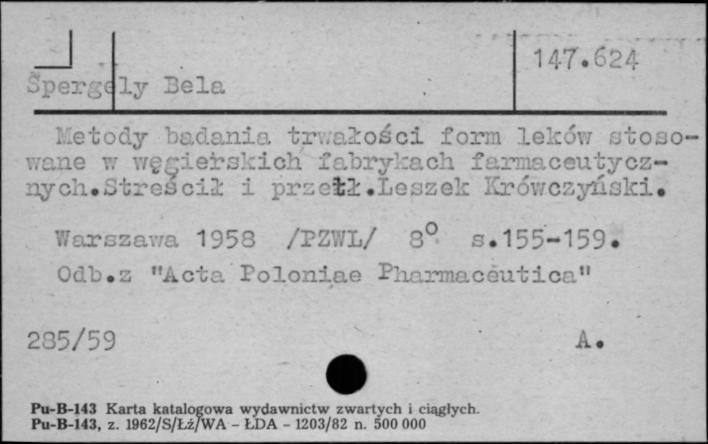 147.624
Špergely Bela
Metody badania trwałości form leków stoso-
wane w węgierskich fabrykach farmaceutycz-
nych.Streścił i przetł.Leszek Krówczyński.
Warszawa 1958 /PZWL/ 8° s.155-159.
Odb.z "Acta Poloniae Pharmaceutica"
285/59 A.
Pu-B-143 Karta katalogowa wydawnictw zwartych i ciągłych.
Pu-B-143, z. 1962/S/Łż/WA - ŁDA - 1203/82 n. 500 000